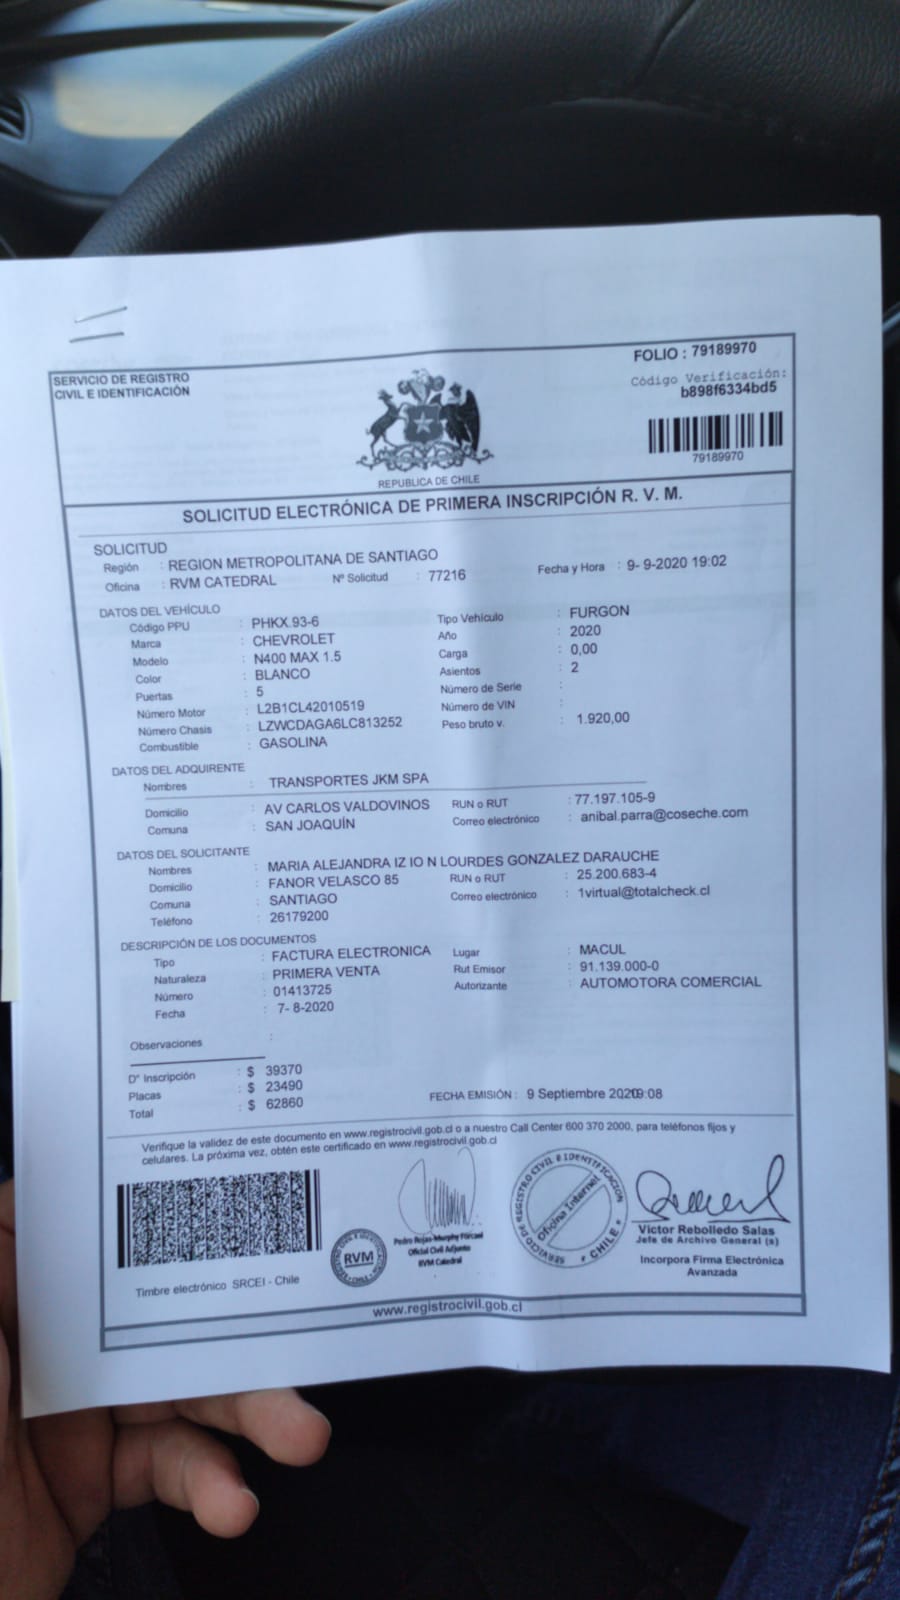 SERVICIO DE REGISTRO
CIVIL E IDENTIFICACIÓN
FOLIO : 79189970
Código Verificación:
b898f6334bd5
79189970
REPUBLICA DE CHILE
SOLICITUD ELECTRÓNICA DE PRIMERA INSCRIPCIÓN R. V. M.
SOLICITUD
Región : REGION METROPOLITANA DE SANTIAGO
Oficina : RVM CATEDRAL Nº Solicitud : 77216 Fecha y Hora : 9- 9-2020 19:02
DATOS DEL VEHÍCULO
Código PPU : PHKX.93-6 Tipo Vehículo : FURGON
Marca : CHEVROLET Año : 2020
Modelo : N400 MAX 1.5 Carga : 0,00
Color : BLANCO Asientos : 2
Puertas : 5 Número de Serie :
Número Motor : L2B1CL42010519 Número de VIN :
Número Chasis : LZWCDAGA6LC813252 Peso bruto v. : 1.920,00
Combustible : GASOLINA
DATOS DEL ADQUIRENTE
Nombres : TRANSPORTES JKM SPA
Domicilio : AV CARLOS VALDOVINOS RUN o RUT : 77.197.105-9
Comuna : SAN JOAQUÍN Correo electrónico : anibal.parra@coseche.com
DATOS DEL SOLICITANTE
Nombres : MARIA ALEJANDRA IZ IO N LOURDES GONZALEZ DARAUCHE
Domicilio : FANOR VELASCO 85 RUN o RUT : 25.200.683-4
Comuna : SANTIAGO Correo electrónico : 1virtual@totalcheck.cl
Teléfono : 26179200
DESCRIPCIÓN DE LOS DOCUMENTOS
Tipo : FACTURA ELECTRONICA Lugar : MACUL
Naturaleza : PRIMERA VENTA Rut Emisor : 91.139.000-0
Número : 01413725 Autorizante : AUTOMOTORA COMERCIAL
Fecha : 7- 8-2020
Observaciones :
Dº Inscripción : $ 39370
Placas : $ 23490
Total : $ 62860
FECHA EMISIÓN : 9 Septiembre 2020 19:08
Verifique la validez de este documento en www.registrocivil.gob.cl o a nuestro Call Center 600 370 2000, para teléfonos fijos y
celulares. La próxima vez, obtén este certificado en www.registrocivil.gob.cl
Timbre electrónico SRCEI - Chile
RVM
Pedro Rojas-Murphy Forcael
Oficial Civil Adjunto
RVM Catedral
SERVICIO DE REGISTRO CIVIL E IDENTIFICACION
Oficina Internet
* CHILE *
Victor Rebolledo Salas
Jefe de Archivo General (s)
Incorpora Firma Electrónica
Avanzada
www.registrocivil.gob.cl